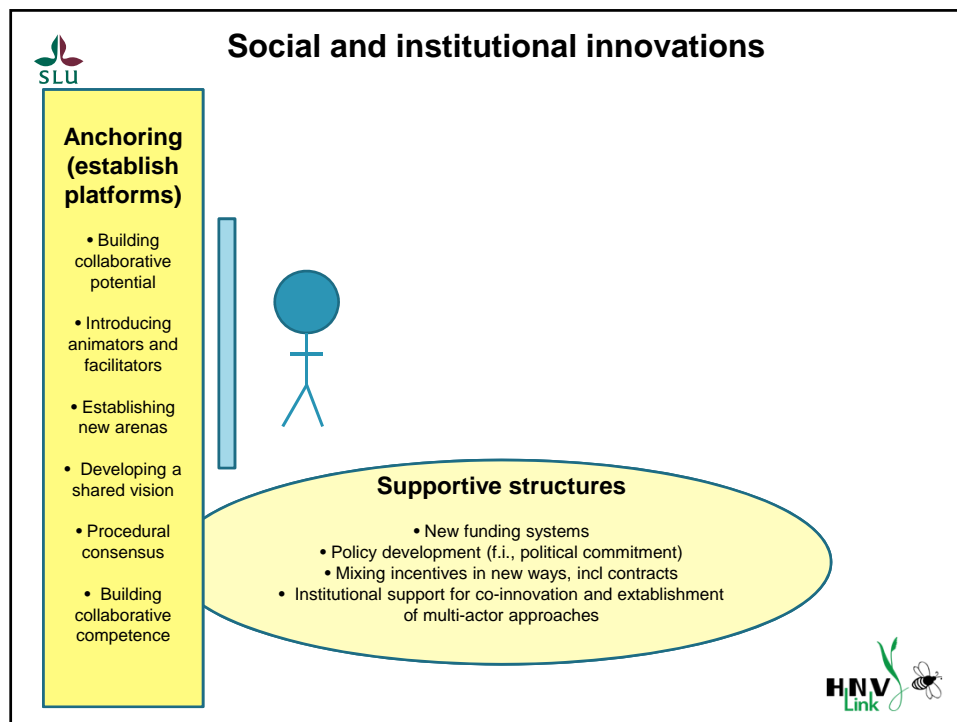 Social and institutional innovations
SLU
Anchoring
(establish
platforms)
• Building
collaborative
potential
• Introducing
animators and
facilitators
• Establishing
new arenas
• Developing a
shared vision
• Procedural
consensus
• Building
collaborative
competence
Supportive structures
• New funding systems
• Policy development (f.i., political commitment)
• Mixing incentives in new ways, incl contracts
• Institutional support for co-innovation and extablishment
of multi-actor approaches
HNV
Link